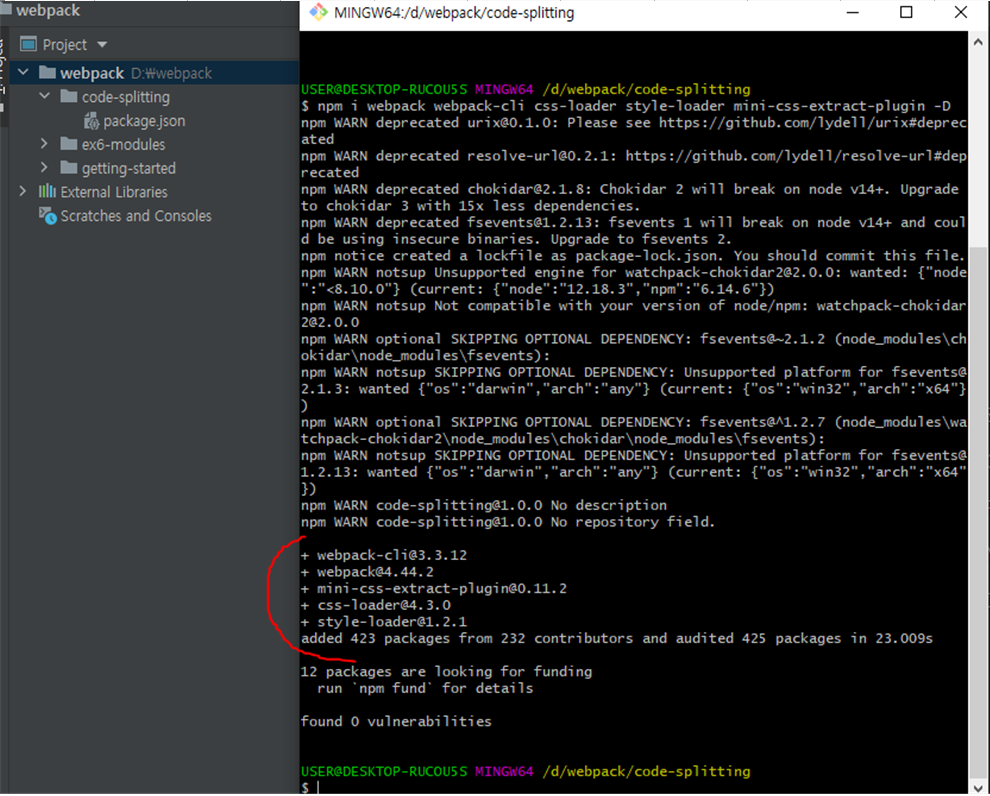 webpack
Project
webpack D:₩webpack
code-splitting
package.json
ex6-modules
getting-started
External Libraries
Scratches and Consoles
MINGW64:/d/webpack/code-splitting
USER@DESKTOP-RUCOU5S MINGW64 /d/webpack/code-splitting
$ npm i webpack webpack-cli css-loader style-loader mini-css-extract-plugin -D
npm WARN deprecated urix@0.1.0: Please see https://github.com/lydell/urix#deprec
ated
npm WARN deprecated resolve-url@0.2.1: https://github.com/lydell/resolve-url#dep
recated
npm WARN deprecated chokidar@2.1.8: Chokidar 2 will break on node v14+. Upgrade
to chokidar 3 with 15x less dependencies.
npm WARN deprecated fsevents@1.2.13: fsevents 1 will break on node v14+ and coul
d be using insecure binaries. Upgrade to fsevents 2.
npm notice created a lockfile as package-lock.json. You should commit this file.
npm WARN notsup Unsupported engine for watchpack-chokidar2@2.0.0: wanted: {"node
":"<8.10.0"} (current: {"node":"12.18.3","npm":"6.14.6"})
npm WARN notsup Not compatible with your version of node/npm: watchpack-chokidar
2@2.0.0
npm WARN optional SKIPPING OPTIONAL DEPENDENCY: fsevents@~2.1.2 (node_modules\ch
okidar\node_modules\fsevents):
npm WARN notsup SKIPPING OPTIONAL DEPENDENCY: Unsupported platform for fsevents@
2.1.3: wanted {"os":"darwin","arch":"any"} (current: {"os":"win32","arch":"x64"}
)
npm WARN optional SKIPPING OPTIONAL DEPENDENCY: fsevents@^1.2.7 (node_modules\wa
tchpack-chokidar2\node_modules\chokidar\node_modules\fsevents):
npm WARN notsup SKIPPING OPTIONAL DEPENDENCY: Unsupported platform for fsevents@
1.2.13: wanted {"os":"darwin","arch":"any"} (current: {"os":"win32","arch":"x64"
})
npm WARN code-splitting@1.0.0 No description
npm WARN code-splitting@1.0.0 No repository field.
+ webpack-cli@3.3.12
+ webpack@4.44.2
+ mini-css-extract-plugin@0.11.2
+ css-loader@4.3.0
+ style-loader@1.2.1
added 423 packages from 232 contributors and audited 425 packages in 23.009s
12 packages are looking for funding
run `npm fund` for details
found 0 vulnerabilities
USER@DESKTOP-RUCOU5S MINGW64 /d/webpack/code-splitting
$